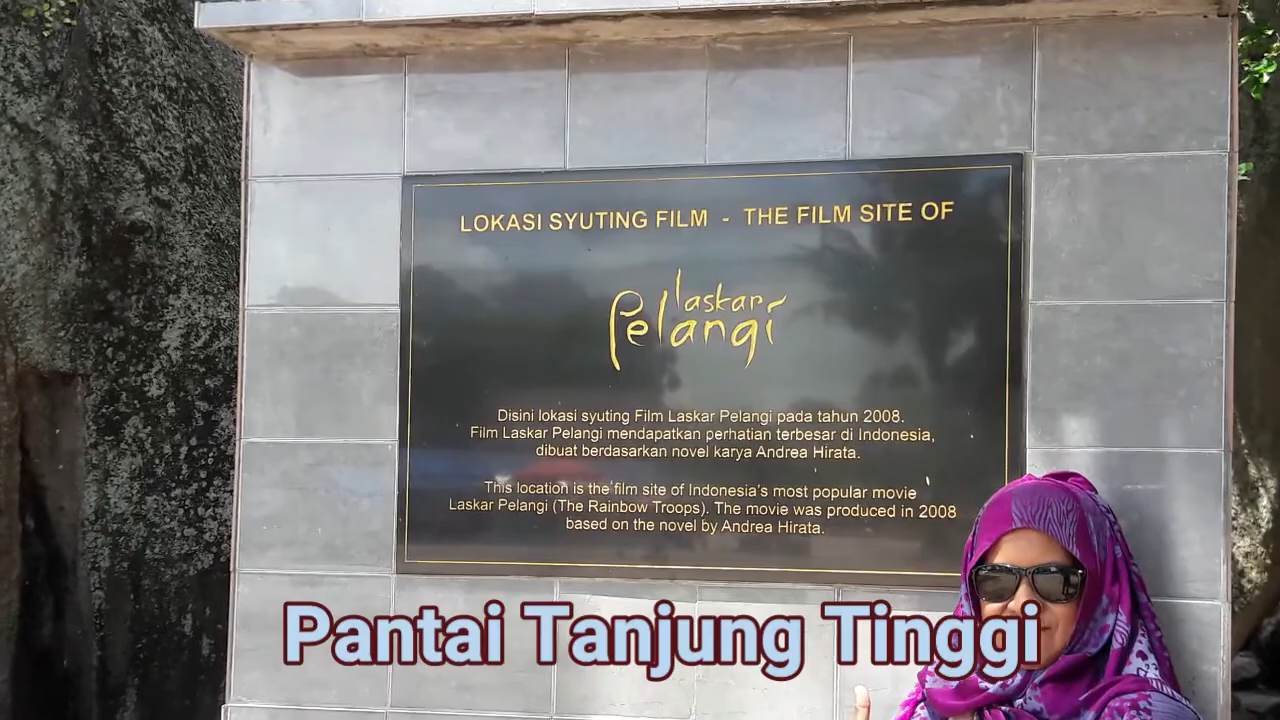 LOKASI SYUTING FILM - THE FILM SITE OF
laskar
Pelangi
Disini lokasi syuting Film Laskar Pelangi pada tahun 2008.
Film Laskar Pelangi mendapatkan perhatian terbesar di Indonesia,
dibuat berdasarkan novel karya Andrea Hirata.
This location is the film site of Indonesia's most popular movie
Laskar Pelangi (The Rainbow Troops). The movie was produced in 2008
based on the novel by Andrea Hirata.
Pantai Tanjung Tinggi